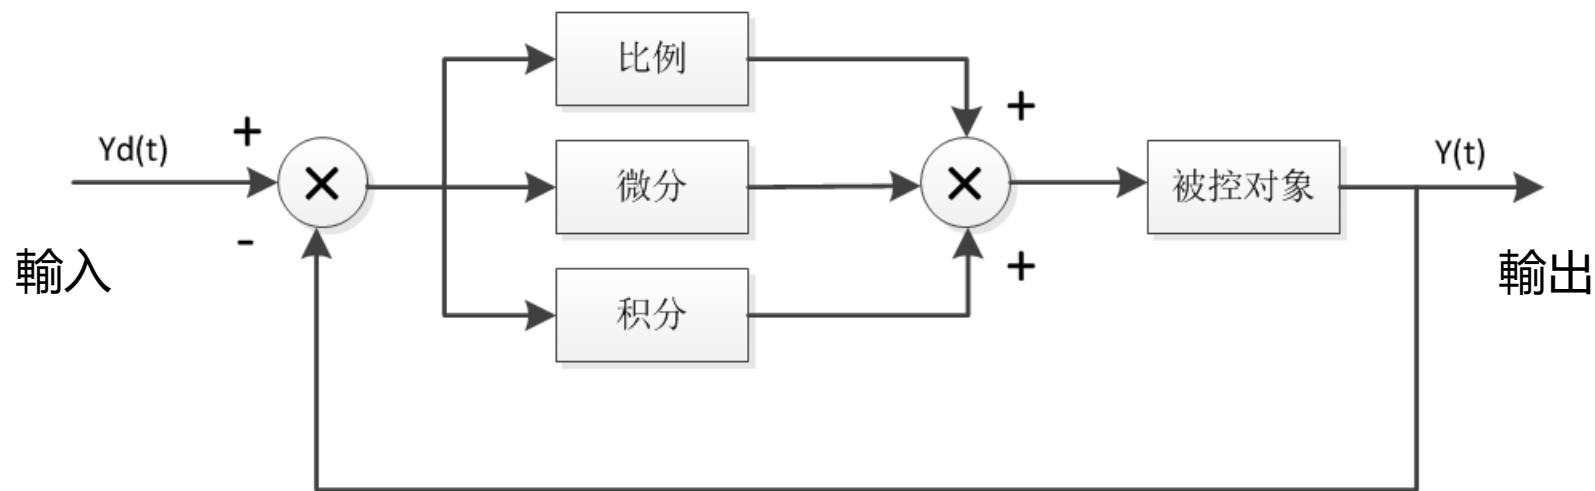 比例
+
+
Yd(t)
×
微分
×
被控对象
Y(t)
-
輸入
+
輸出
积分